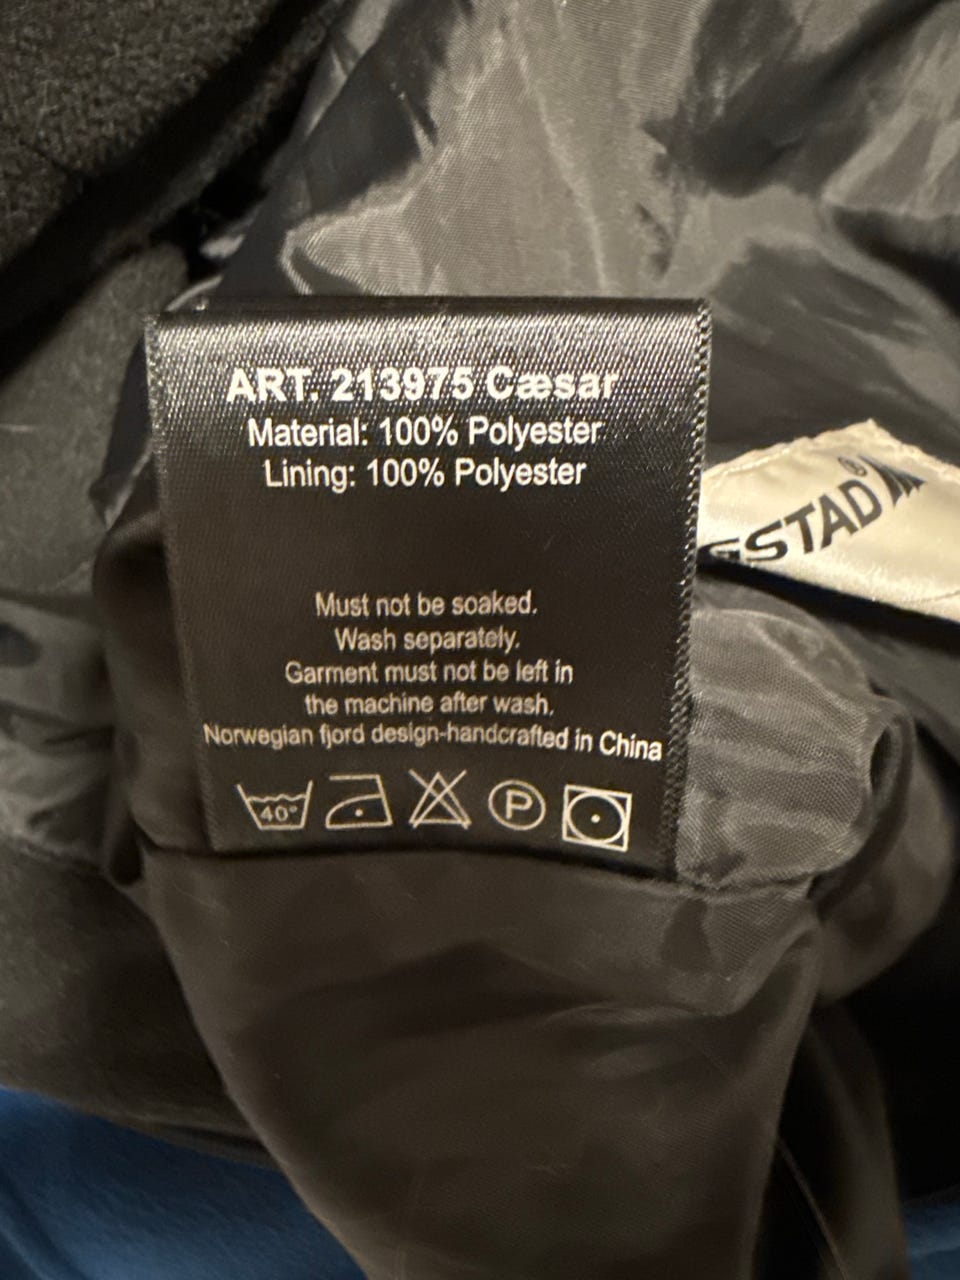 ART. 213975 Cæsar
Material: 100% Polyester
Lining: 100% Polyester
Must not be soaked.
Wash separately.
Garment must not be left in
the machine after wash.
Norwegian fjord design-handcrafted in China
40°
P
STAD®